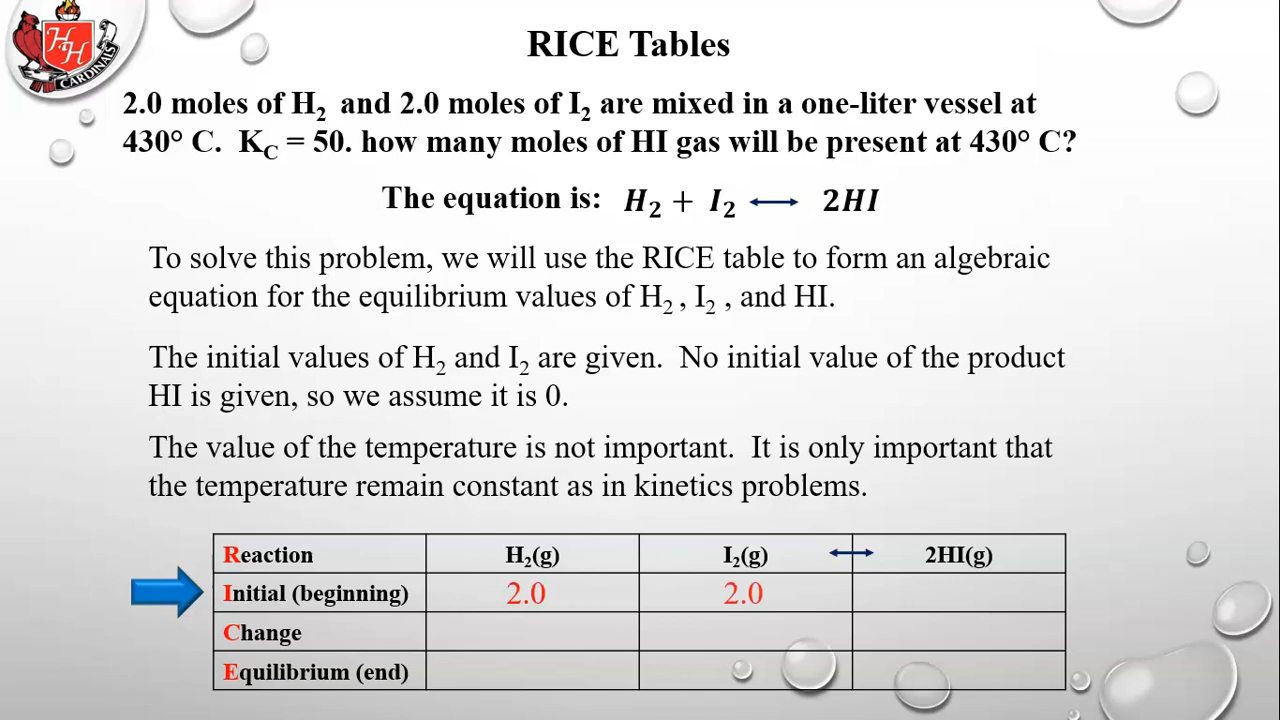 HH
CARDINALS
RICE Tables
2.0 moles of H₂ and 2.0 moles of I₂ are mixed in a one-liter vessel at
430° C. K_C = 50. how many moles of HI gas will be present at 430° C?
The equation is: H₂ + I₂ ⟷ 2HI
To solve this problem, we will use the RICE table to form an algebraic
equation for the equilibrium values of H₂ , I₂ , and HI.
The initial values of H₂ and I₂ are given. No initial value of the product
HI is given, so we assume it is 0.
The value of the temperature is not important. It is only important that
the temperature remain constant as in kinetics problems.
Reaction H₂(g) I₂(g) ⟷ 2HI(g)
Initial (beginning) 2.0 2.0
Change
Equilibrium (end)